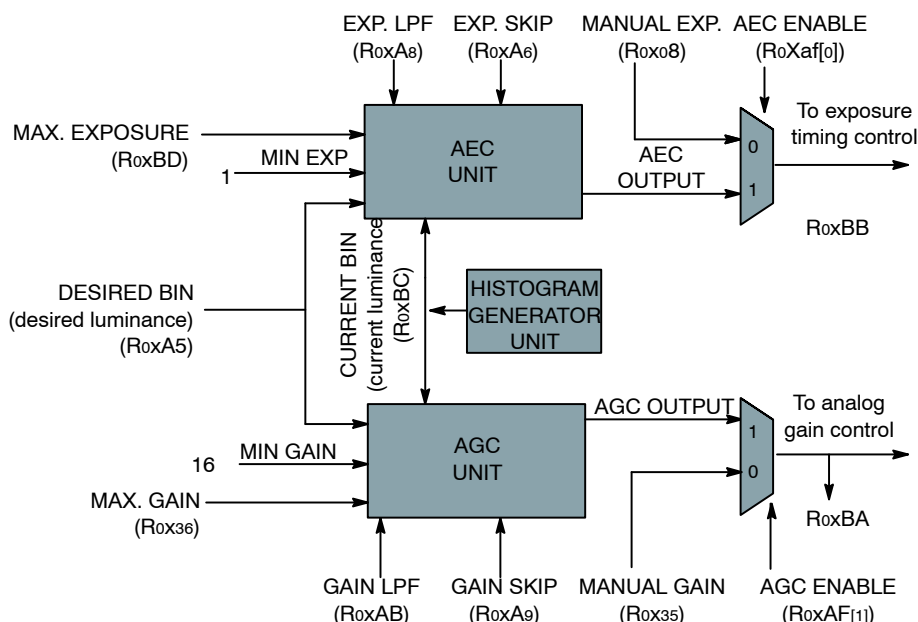 EXP. LPF
(R0xA8)
EXP. SKIP
(R0xA6)
MANUAL EXP.
(R0x08)
AEC ENABLE
(R0Xaf[0])
MAX. EXPOSURE
(R0xBD)
1
MIN EXP
AEC
UNIT
AEC
OUTPUT
0
1
To exposure
timing control
R0xBB
DESIRED BIN
(desired luminance)
(R0xA5)
CURRENT BIN
(current luminance)
(R0xBC)
HISTOGRAM
GENERATOR
UNIT
16
MIN GAIN
MAX. GAIN
(R0x36)
AGC
UNIT
AGC OUTPUT
1
0
To analog
gain control
R0xBA
GAIN LPF
(R0xAB)
GAIN SKIP
(R0xA9)
MANUAL GAIN
(R0x35)
AGC ENABLE
(R0xAF[1])